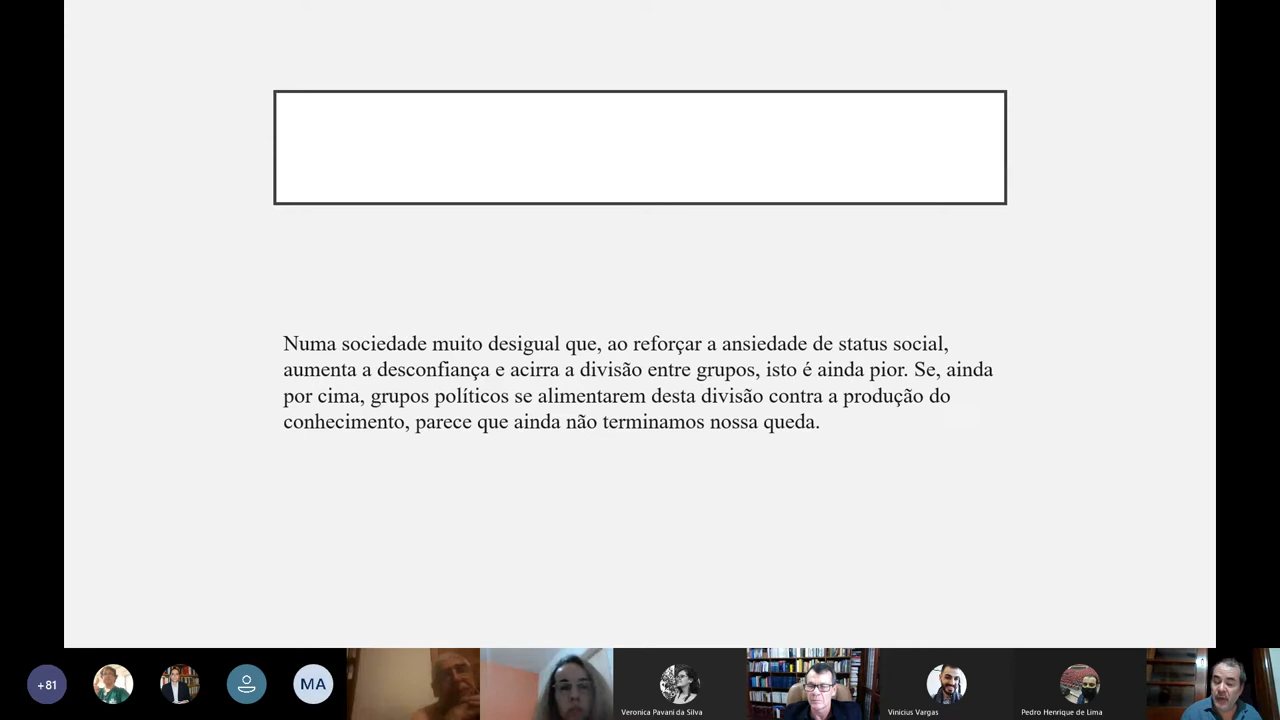 Numa sociedade muito desigual que, ao reforçar a ansiedade de status social,
aumenta a desconfiança e acirra a divisão entre grupos, isto é ainda pior. Se, ainda
por cima, grupos políticos se alimentarem desta divisão contra a produção do
conhecimento, parece que ainda não terminamos nossa queda.
+81
MA
Veronica Pavani da Silva
Vinicius Vargas
Pedro Henrique de Lima